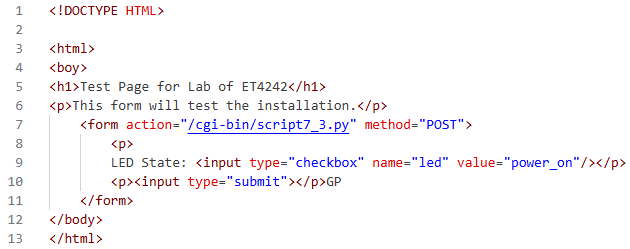 1 <!DOCTYPE HTML>
2
3 <html>
4 <boy>
5 <h1>Test Page for Lab of ET4242</h1>
6 <p>This form will test the installation.</p>
7     <form action="/cgi-bin/script7_3.py" method="POST">
8         <p>
9         LED State: <input type="checkbox" name="led" value="power_on"/></p>
10         <p><input type="submit"></p>GP
11     </form>
12 </body>
13 </html>